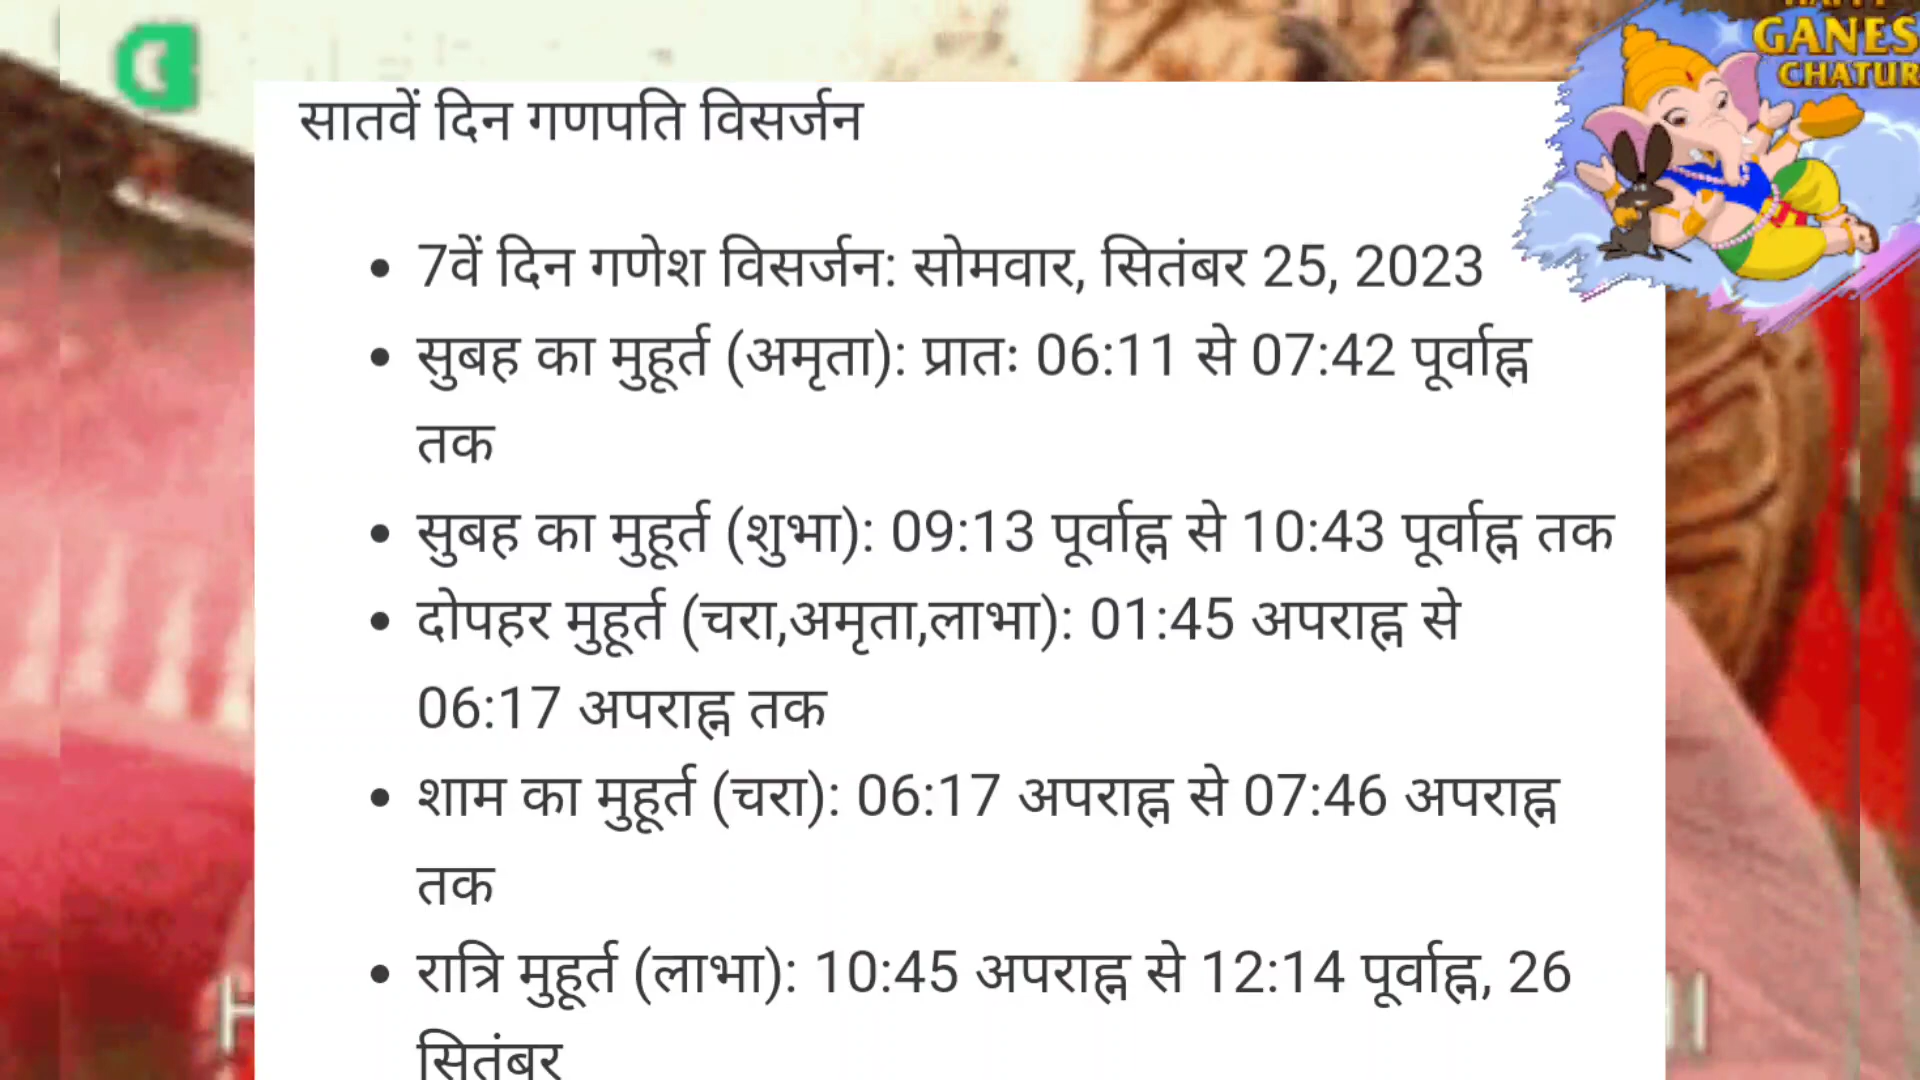 GANES
CHATUR
सातवें दिन गणपति विसर्जन
7वें दिन गणेश विसर्जन: सोमवार, सितंबर 25, 2023
सुबह का मुहूर्त (अमृता): प्रातः 06:11 से 07:42 पूर्वाह्न
तक
सुबह का मुहूर्त (शुभा): 09:13 पूर्वाह्न से 10:43 पूर्वाह्न तक
दोपहर मुहूर्त (चरा,अमृता,लाभा): 01:45 अपराह्न से
06:17 अपराह्न तक
शाम का मुहूर्त (चरा): 06:17 अपराह्न से 07:46 अपराह्न
तक
रात्रि मुहूर्त (लाभा): 10:45 अपराह्न से 12:14 पूर्वाह्न, 26
सितंबर